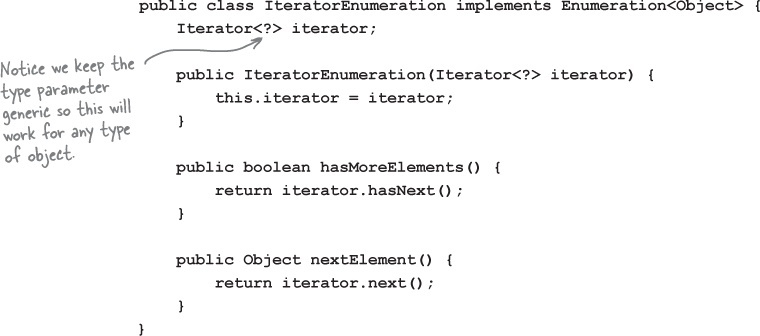 public class IteratorEnumeration implements Enumeration<Object> {
Iterator<?> iterator;
Notice we keep the
type parameter
generic so this will
work for any type
of object.
public IteratorEnumeration(Iterator<?> iterator) {
this.iterator = iterator;
}
public boolean hasMoreElements() {
return iterator.hasNext();
}
public Object nextElement() {
return iterator.next();
}
}